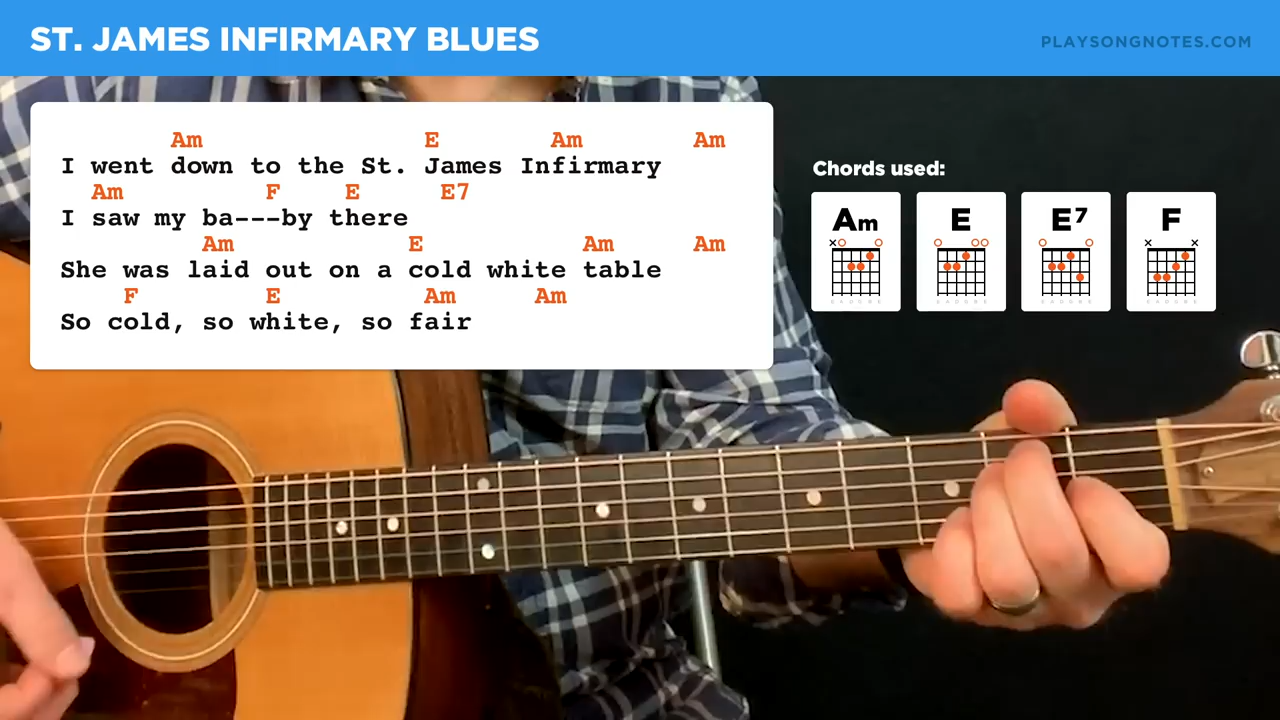 ST. JAMES INFIRMARY BLUES
PLAYSONGNOTES.COM
Am E Am Am
I went down to the St. James Infirmary
Am F E E7
I saw my ba---by there
Am E Am Am
She was laid out on a cold white table
F E Am Am
So cold, so white, so fair
Chords used:
Am E E7 F